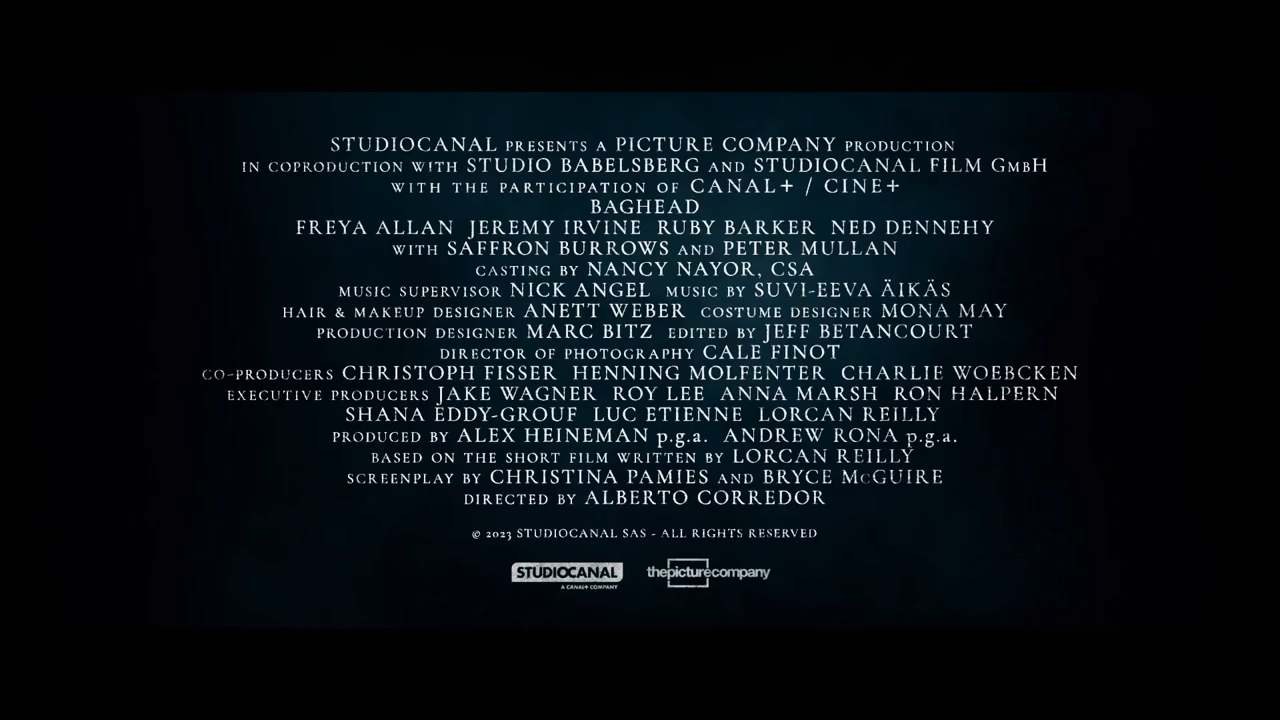 STUDIOCANAL PRESENTS A PICTURE COMPANY PRODUCTION
IN COPRODUCTION WITH STUDIO BABELSBERG AND STUDIOCANAL FILM GmbH
WITH THE PARTICIPATION OF CANAL+ / CINE+
BAGHEAD
FREYA ALLAN JEREMY IRVINE RUBY BARKER NED DENNEHY
WITH SAFFRON BURROWS AND PETER MULLAN
CASTING BY NANCY NAYOR, CSA
MUSIC SUPERVISOR NICK ANGEL MUSIC BY SUVI-EEVA ÄIKÄS
HAIR & MAKEUP DESIGNER ANETT WEBER COSTUME DESIGNER MONA MAY
PRODUCTION DESIGNER MARC BITZ EDITED BY JEFF BETANCOURT
DIRECTOR OF PHOTOGRAPHY CALE FINOT
CO-PRODUCERS CHRISTOPH FISSER HENNING MOLFENTER CHARLIE WOEBCKEN
EXECUTIVE PRODUCERS JAKE WAGNER ROY LEE ANNA MARSH RON HALPERN
SHANA EDDY-GROUF LUC ETIENNE LORCAN REILLY
PRODUCED BY ALEX HEINEMAN p.g.a. ANDREW RONA p.g.a.
BASED ON THE SHORT FILM WRITTEN BY LORCAN REILLY
SCREENPLAY BY CHRISTINA PAMIES AND BRYCE McGUIRE
DIRECTED BY ALBERTO CORREDOR
© 2023 STUDIOCANAL SAS - ALL RIGHTS RESERVED
STUDIOCANAL thepicturecompany
A CANAL+ COMPANY